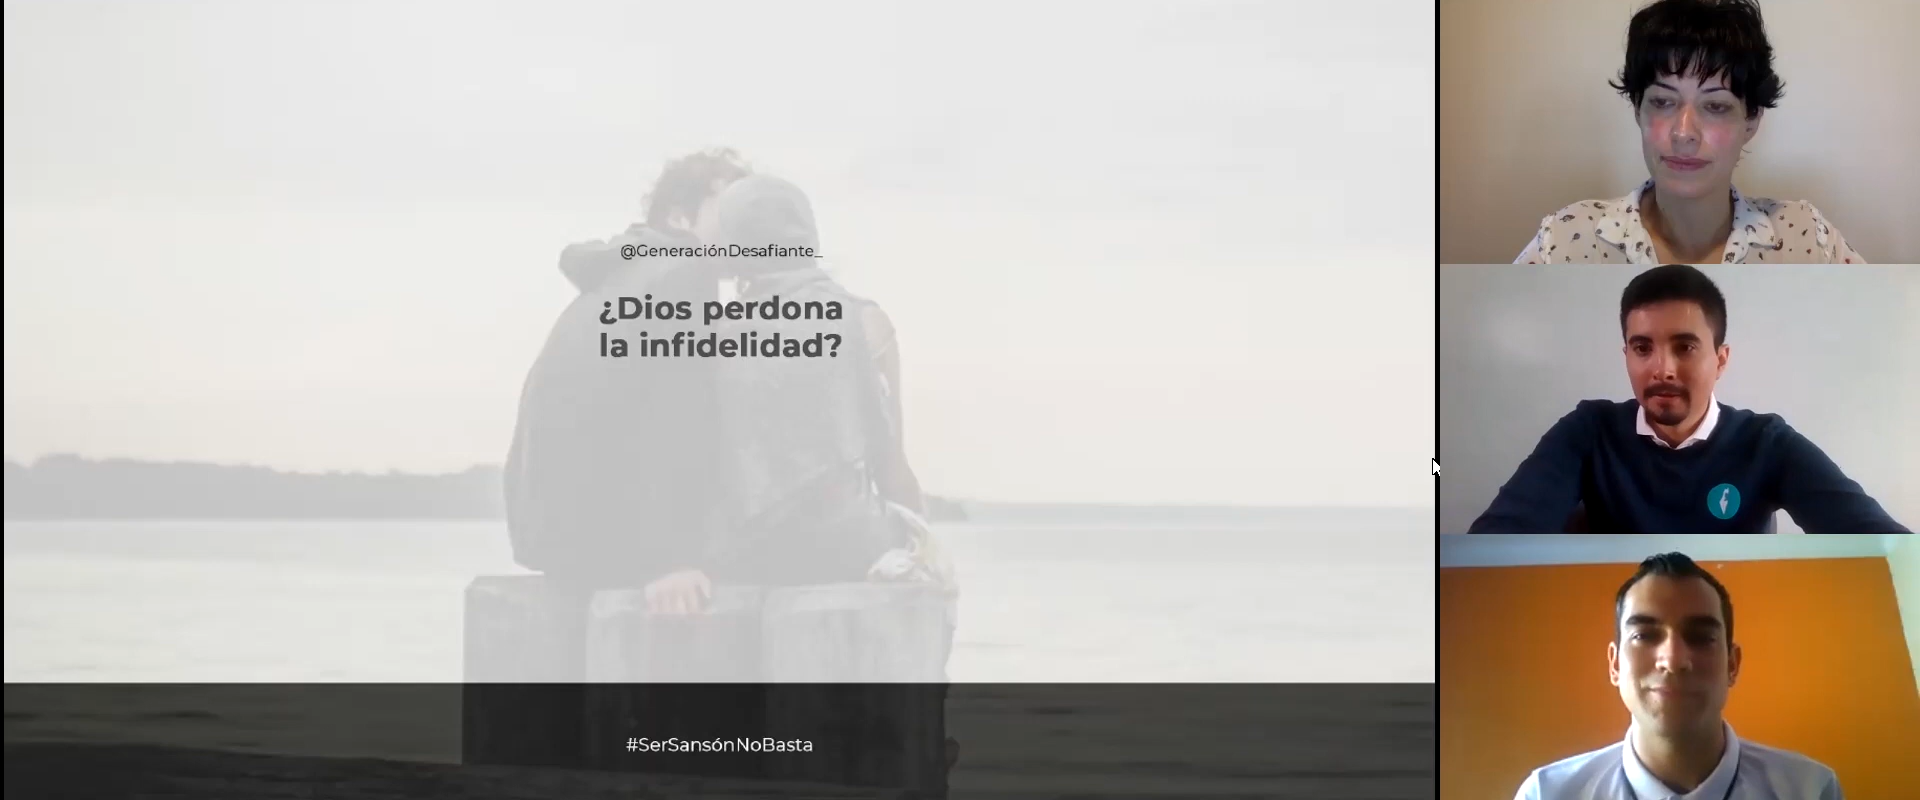 @GeneraciónDesafiante_
¿Dios perdona
la infidelidad?
#SerSansónNoBasta